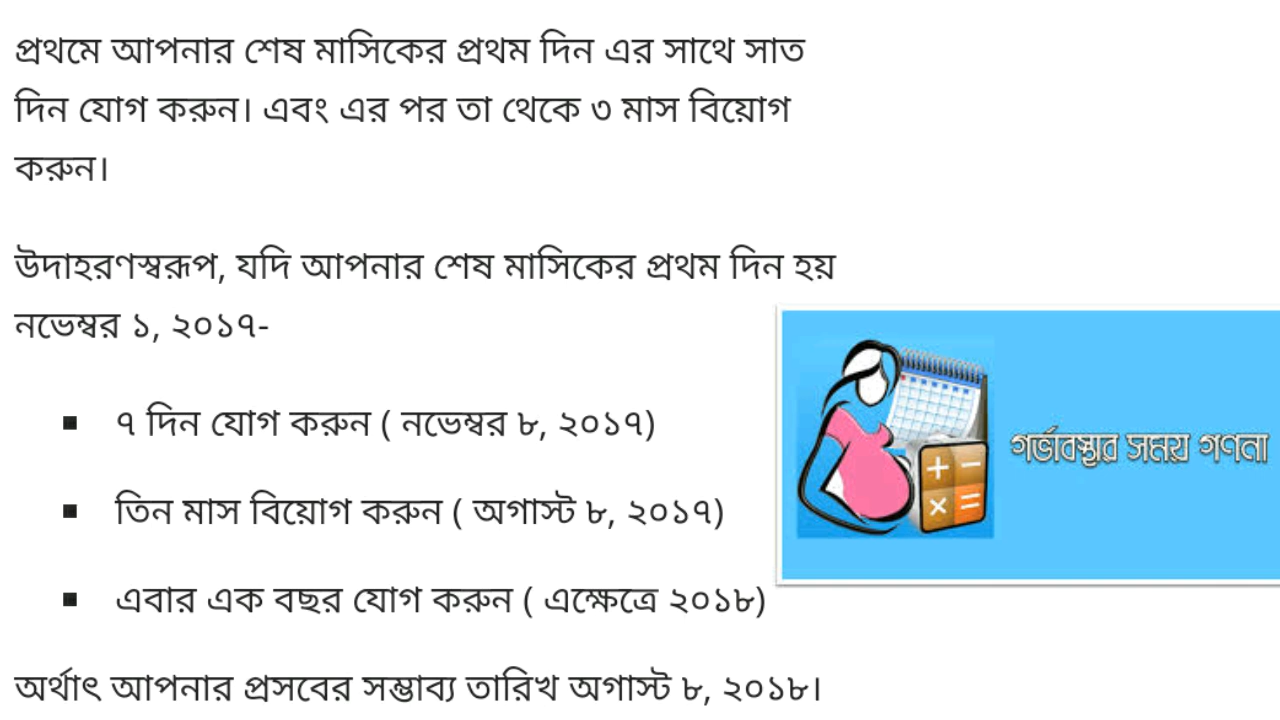 প্রথমে আপনার শেষ মাসিকের প্রথম দিন এর সাথে সাত
দিন যোগ করুন। এবং এর পর তা থেকে ৩ মাস বিয়োগ
করুন।
উদাহরণস্বরূপ, যদি আপনার শেষ মাসিকের প্রথম দিন হয়
নভেম্বর ১, ২০১৭-
▪ ৭ দিন যোগ করুন ( নভেম্বর ৮, ২০১৭)
▪ তিন মাস বিয়োগ করুন ( অগাস্ট ৮, ২০১৭)
▪ এবার এক বছর যোগ করুন ( এক্ষেত্রে ২০১৮)
অর্থাৎ আপনার প্রসবের সম্ভাব্য তারিখ অগাস্ট ৮, ২০১৮।
গর্ভাবস্থার সময় গণনা
+ −
× =